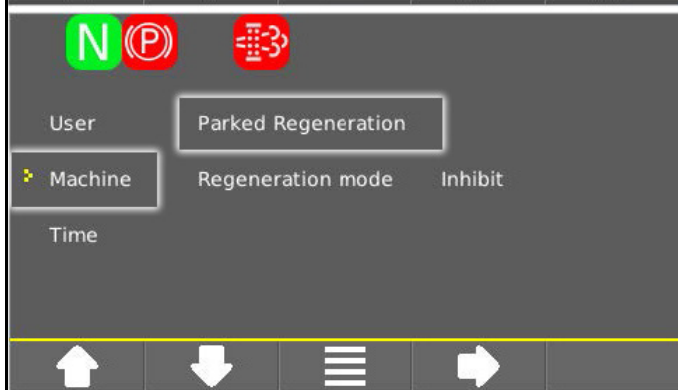 N (P)
User Parked Regeneration
Machine Regeneration mode Inhibit
Time